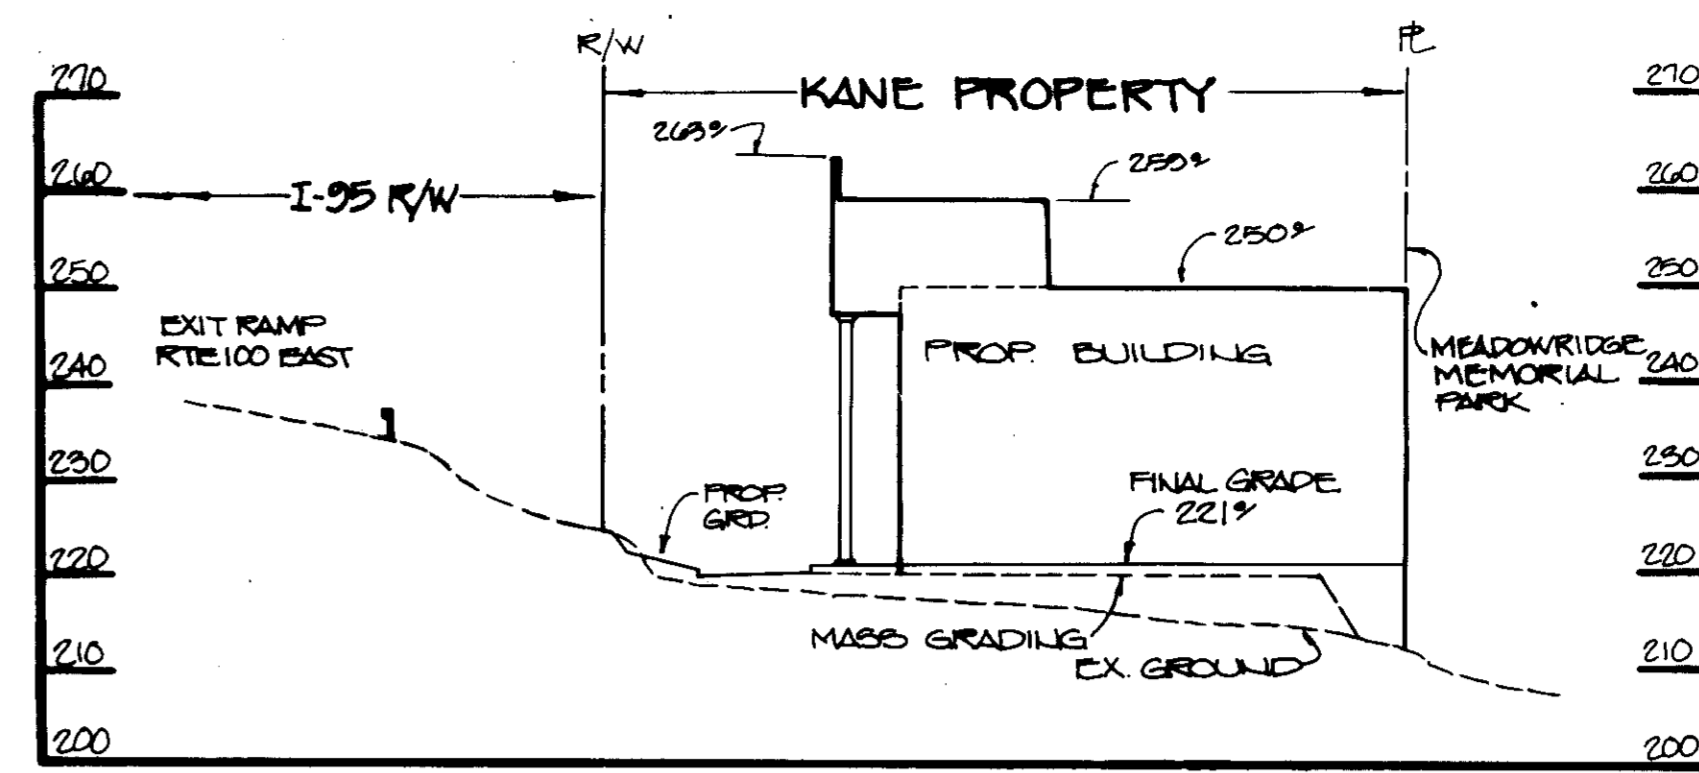 R/W
PL
270
KANE PROPERTY
270
263±
259±
260
I-95 R/W
260
250±
250
250
EXIT RAMP
RTE 100 EAST
PROP. BUILDING
MEADOWRIDGE
MEMORIAL
PARK
240
240
230
PROP.
GRD.
FINAL GRADE
221±
230
220
220
MASS GRADING
210
EX. GROUND
210
200
200